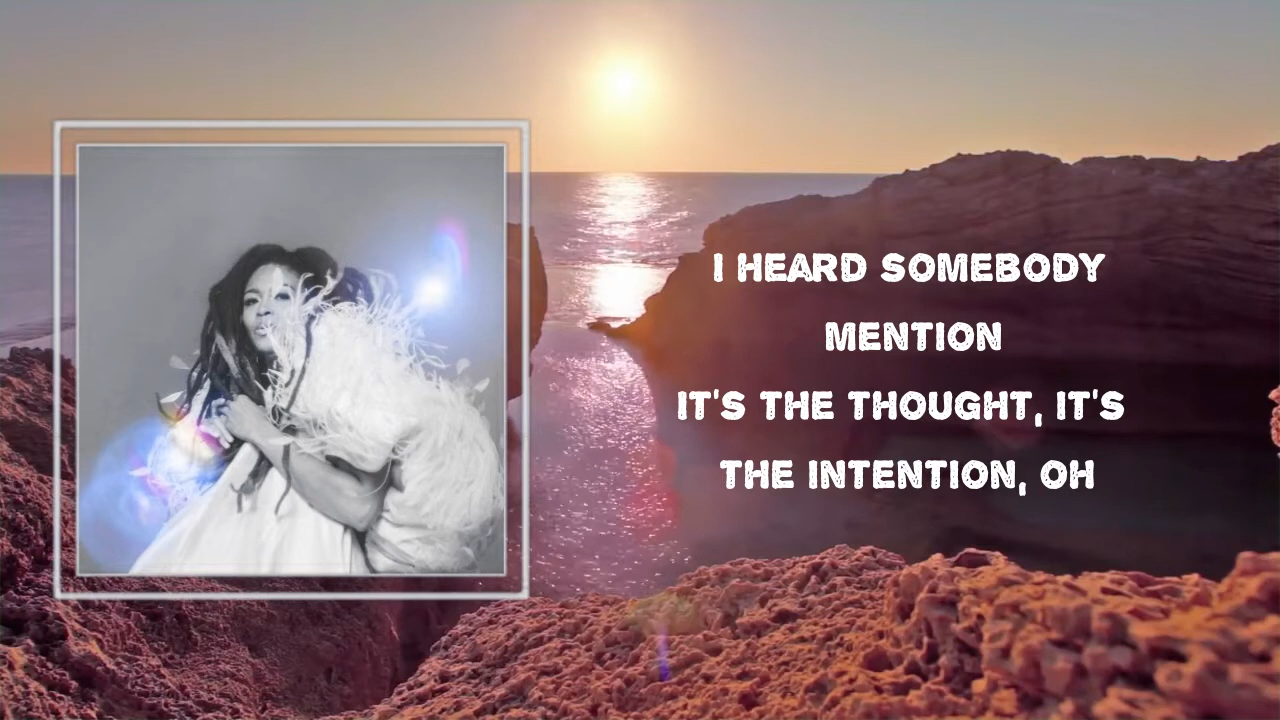 I HEARD SOMEBODY
MENTION
IT'S THE THOUGHT, IT'S
THE INTENTION, OH